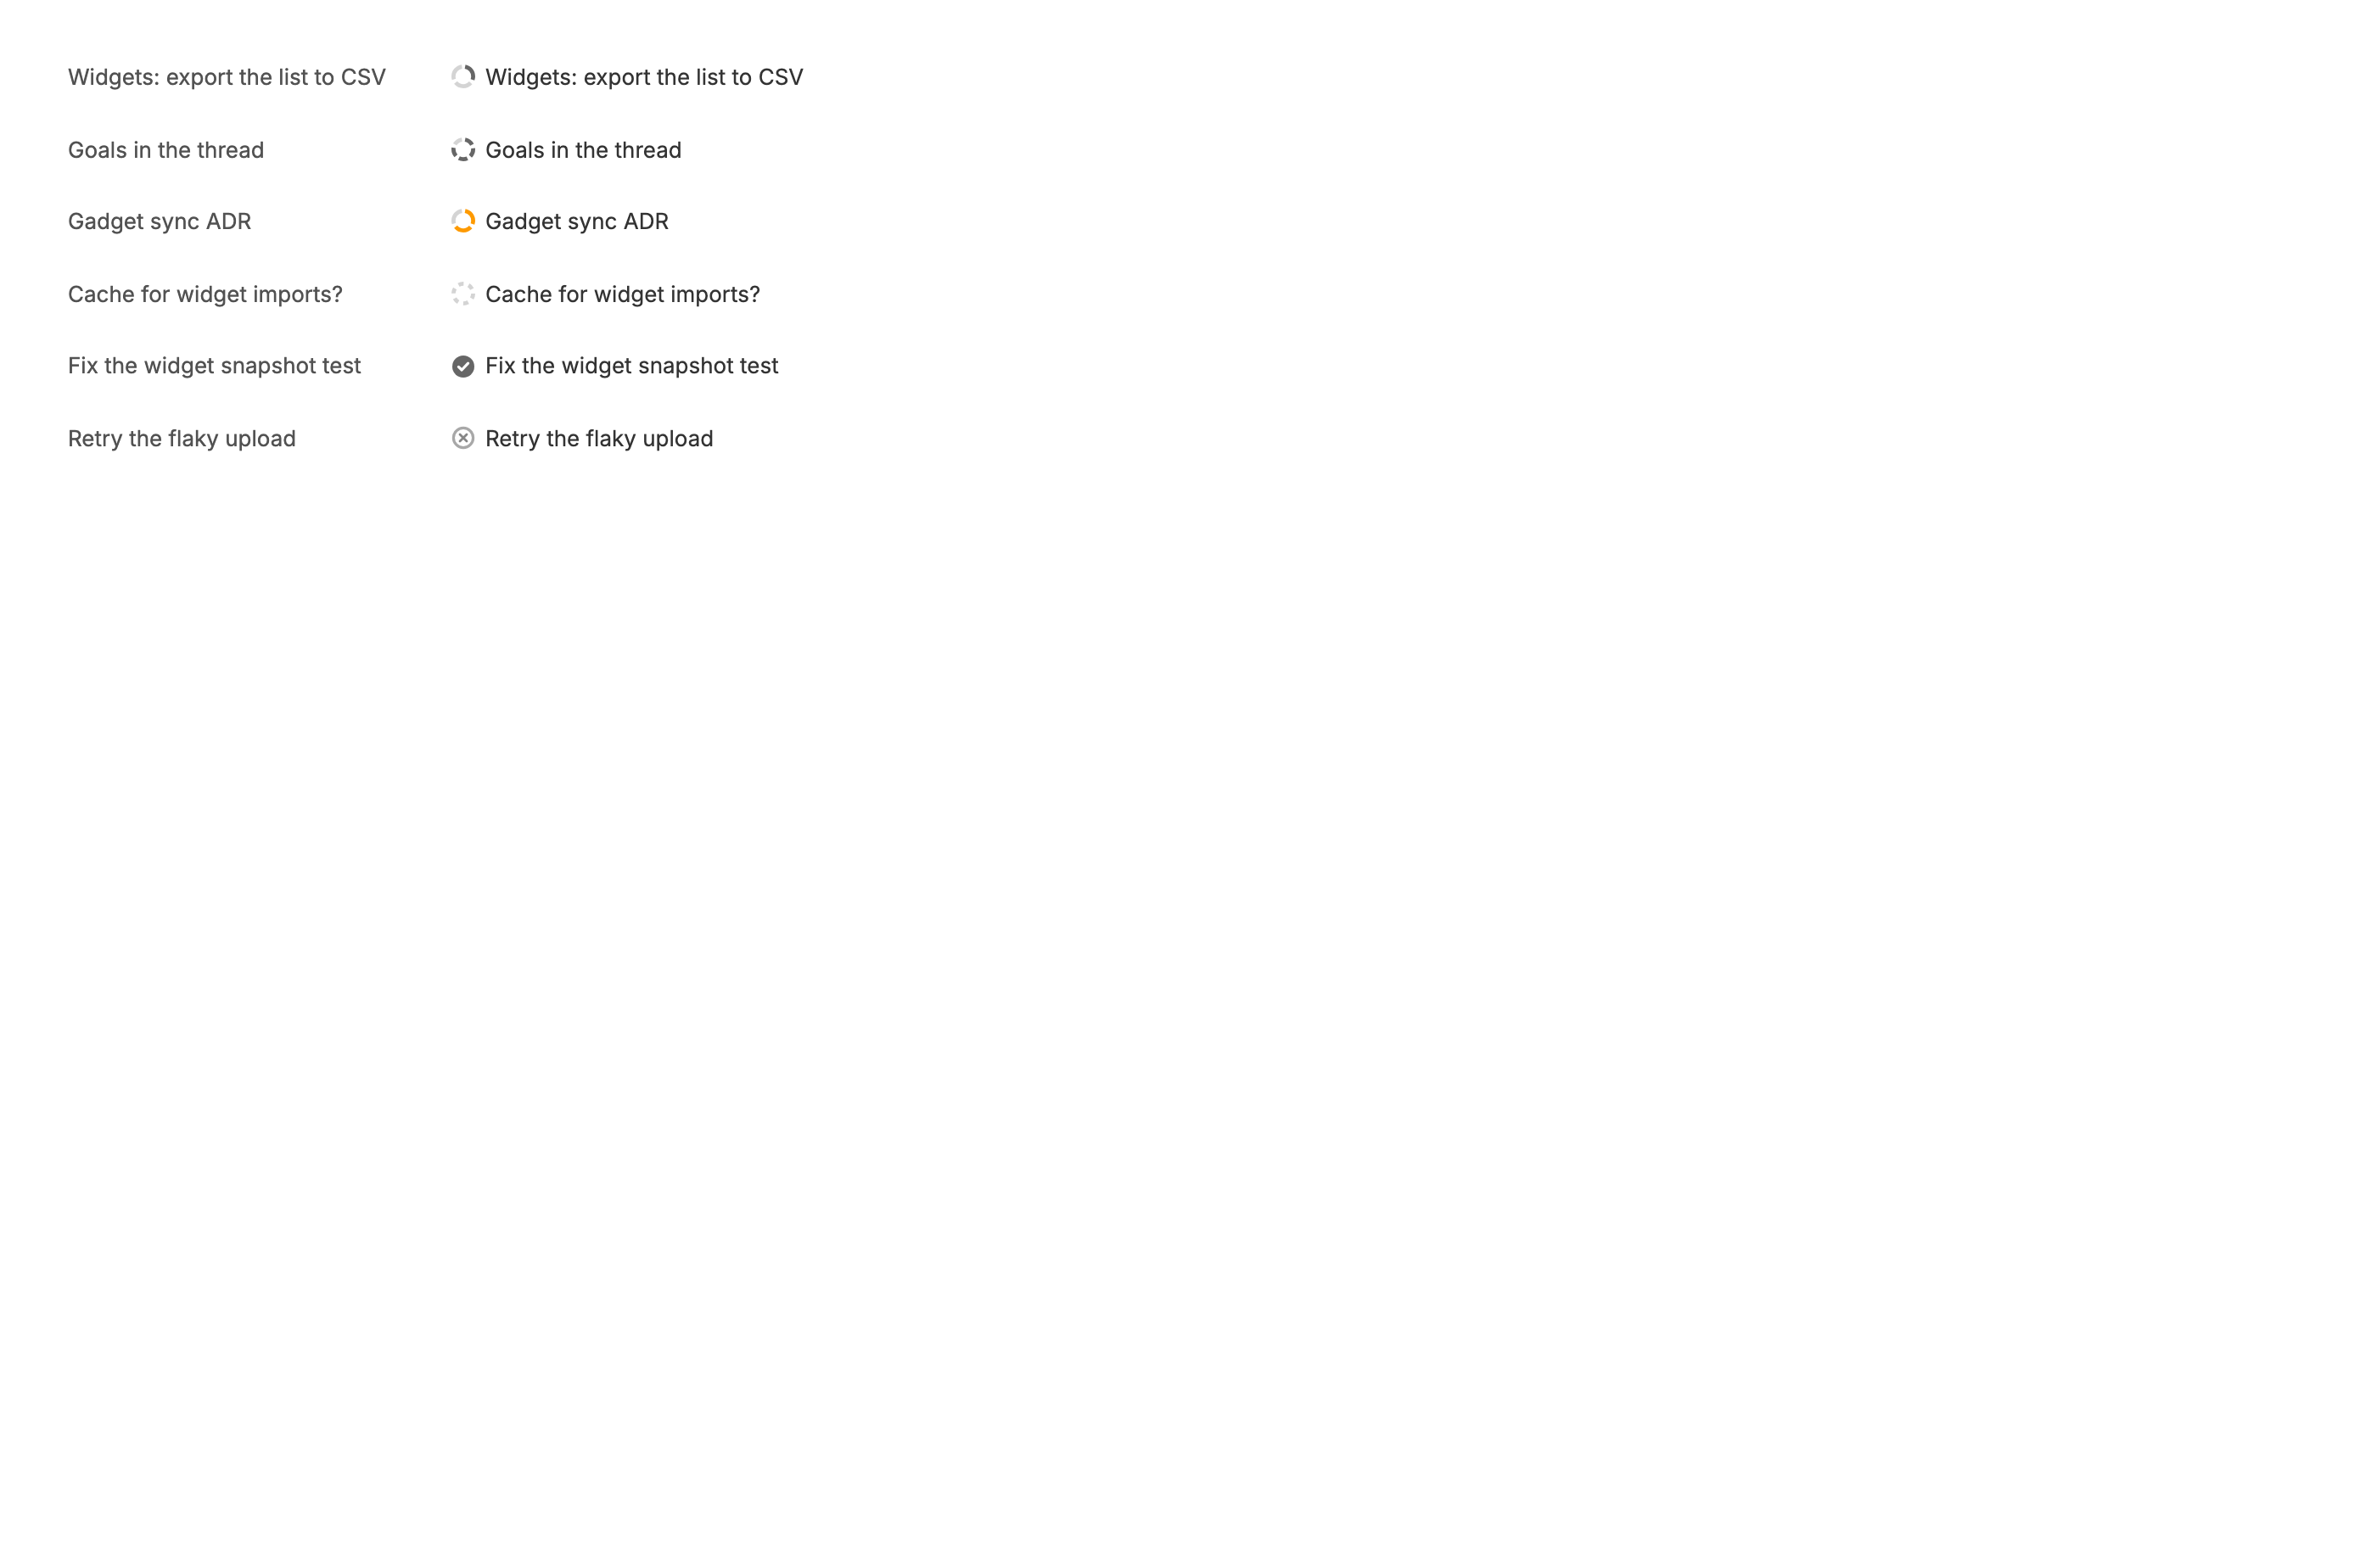 Widgets: export the list to CSV Widgets: export the list to CSV
Goals in the thread Goals in the thread
Gadget sync ADR Gadget sync ADR
Cache for widget imports? Cache for widget imports?
Fix the widget snapshot test Fix the widget snapshot test
Retry the flaky upload Retry the flaky upload